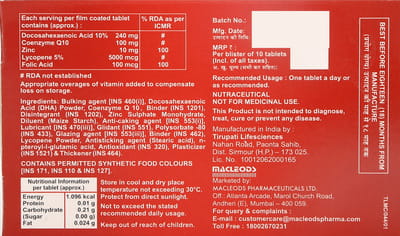 Each serving per film coated tablet contains (approx.) : % RDA as per ICMR
Docosahexaenoic Acid 10% 240 mg #
Coenzyme Q10 100 mg #
Zinc 10 mg 100
Lycopene 5% 5000 mcg #
Folic Acid 100 mcg 100
# RDA not established
Appropriate overages of vitamin added to compensate
loss on storage.
Ingredients: Bulking agent [INS 460(i)], Docosahexaenoic
Acid (DHA) Powder, Coenzyme Q 10, Binder (INS 1201),
Disintegrant (INS 1202), Zinc Sulphate Monohydrate,
Diluent (Maize Starch), Anti-caking agent [INS 553(i)],
Lubricant [INS 470(iii)], Glidant (INS 551), Polysorbate -80
(INS 433), Glazing agent [INS 553(iii)], Binder (INS 462),
Lycopene Powder, Antisticking agent (Stearic acid), n-
pteroyl-l-glutamic acid, Antioxidant (INS 320), Plasticizer
(INS 1521) & Thickener (INS 464).
CONTAINS PERMITTED SYNTHETIC FOOD COLOURS
[INS 171, INS 110 & INS 127].
Nutritional Information
per tablet (approx.)
Energy 1.096 kcal
Protein 0.01 g
Carbohydrate 0.21 g
(Sugar 0.00 g)
Fat 0.024 g
Store in cool and dry place
temperature not exceeding 30°C.
Protect from direct sunlight.
Not to exceed the stated
recommended daily usage.
Keep out of reach of children.
Batch No.:
Mfg. Date:
MRP ₹ :
Per blister of 10 tablets
(Incl. of all taxes).
Recommended Usage : One tablet a day or
as recommended.
NUTRACEUTICAL
NOT FOR MEDICINAL USE.
This Product is not intended to diagnose,
treat, cure or prevent any disease.
Manufactured in India by :
Tirupati Lifesciences
Nahan Road, Paonta Sahib,
Dist. Sirmour (H.P.) - 173 025.
Lic. No. 10012062000165
MACLEODS
Marketed by:
MACLEODS PHARMACEUTICALS LTD.
Off.: Atlanta Arcade, Marol Church Road,
Andheri (E), Mumbai - 400 059.
For query & complaints :
E-mail : customercare@macleodspharma.com
Toll Free : 18002670231
BEST BEFORE EIGHTEEN (18) MONTHS FROM
MANUFACTURE